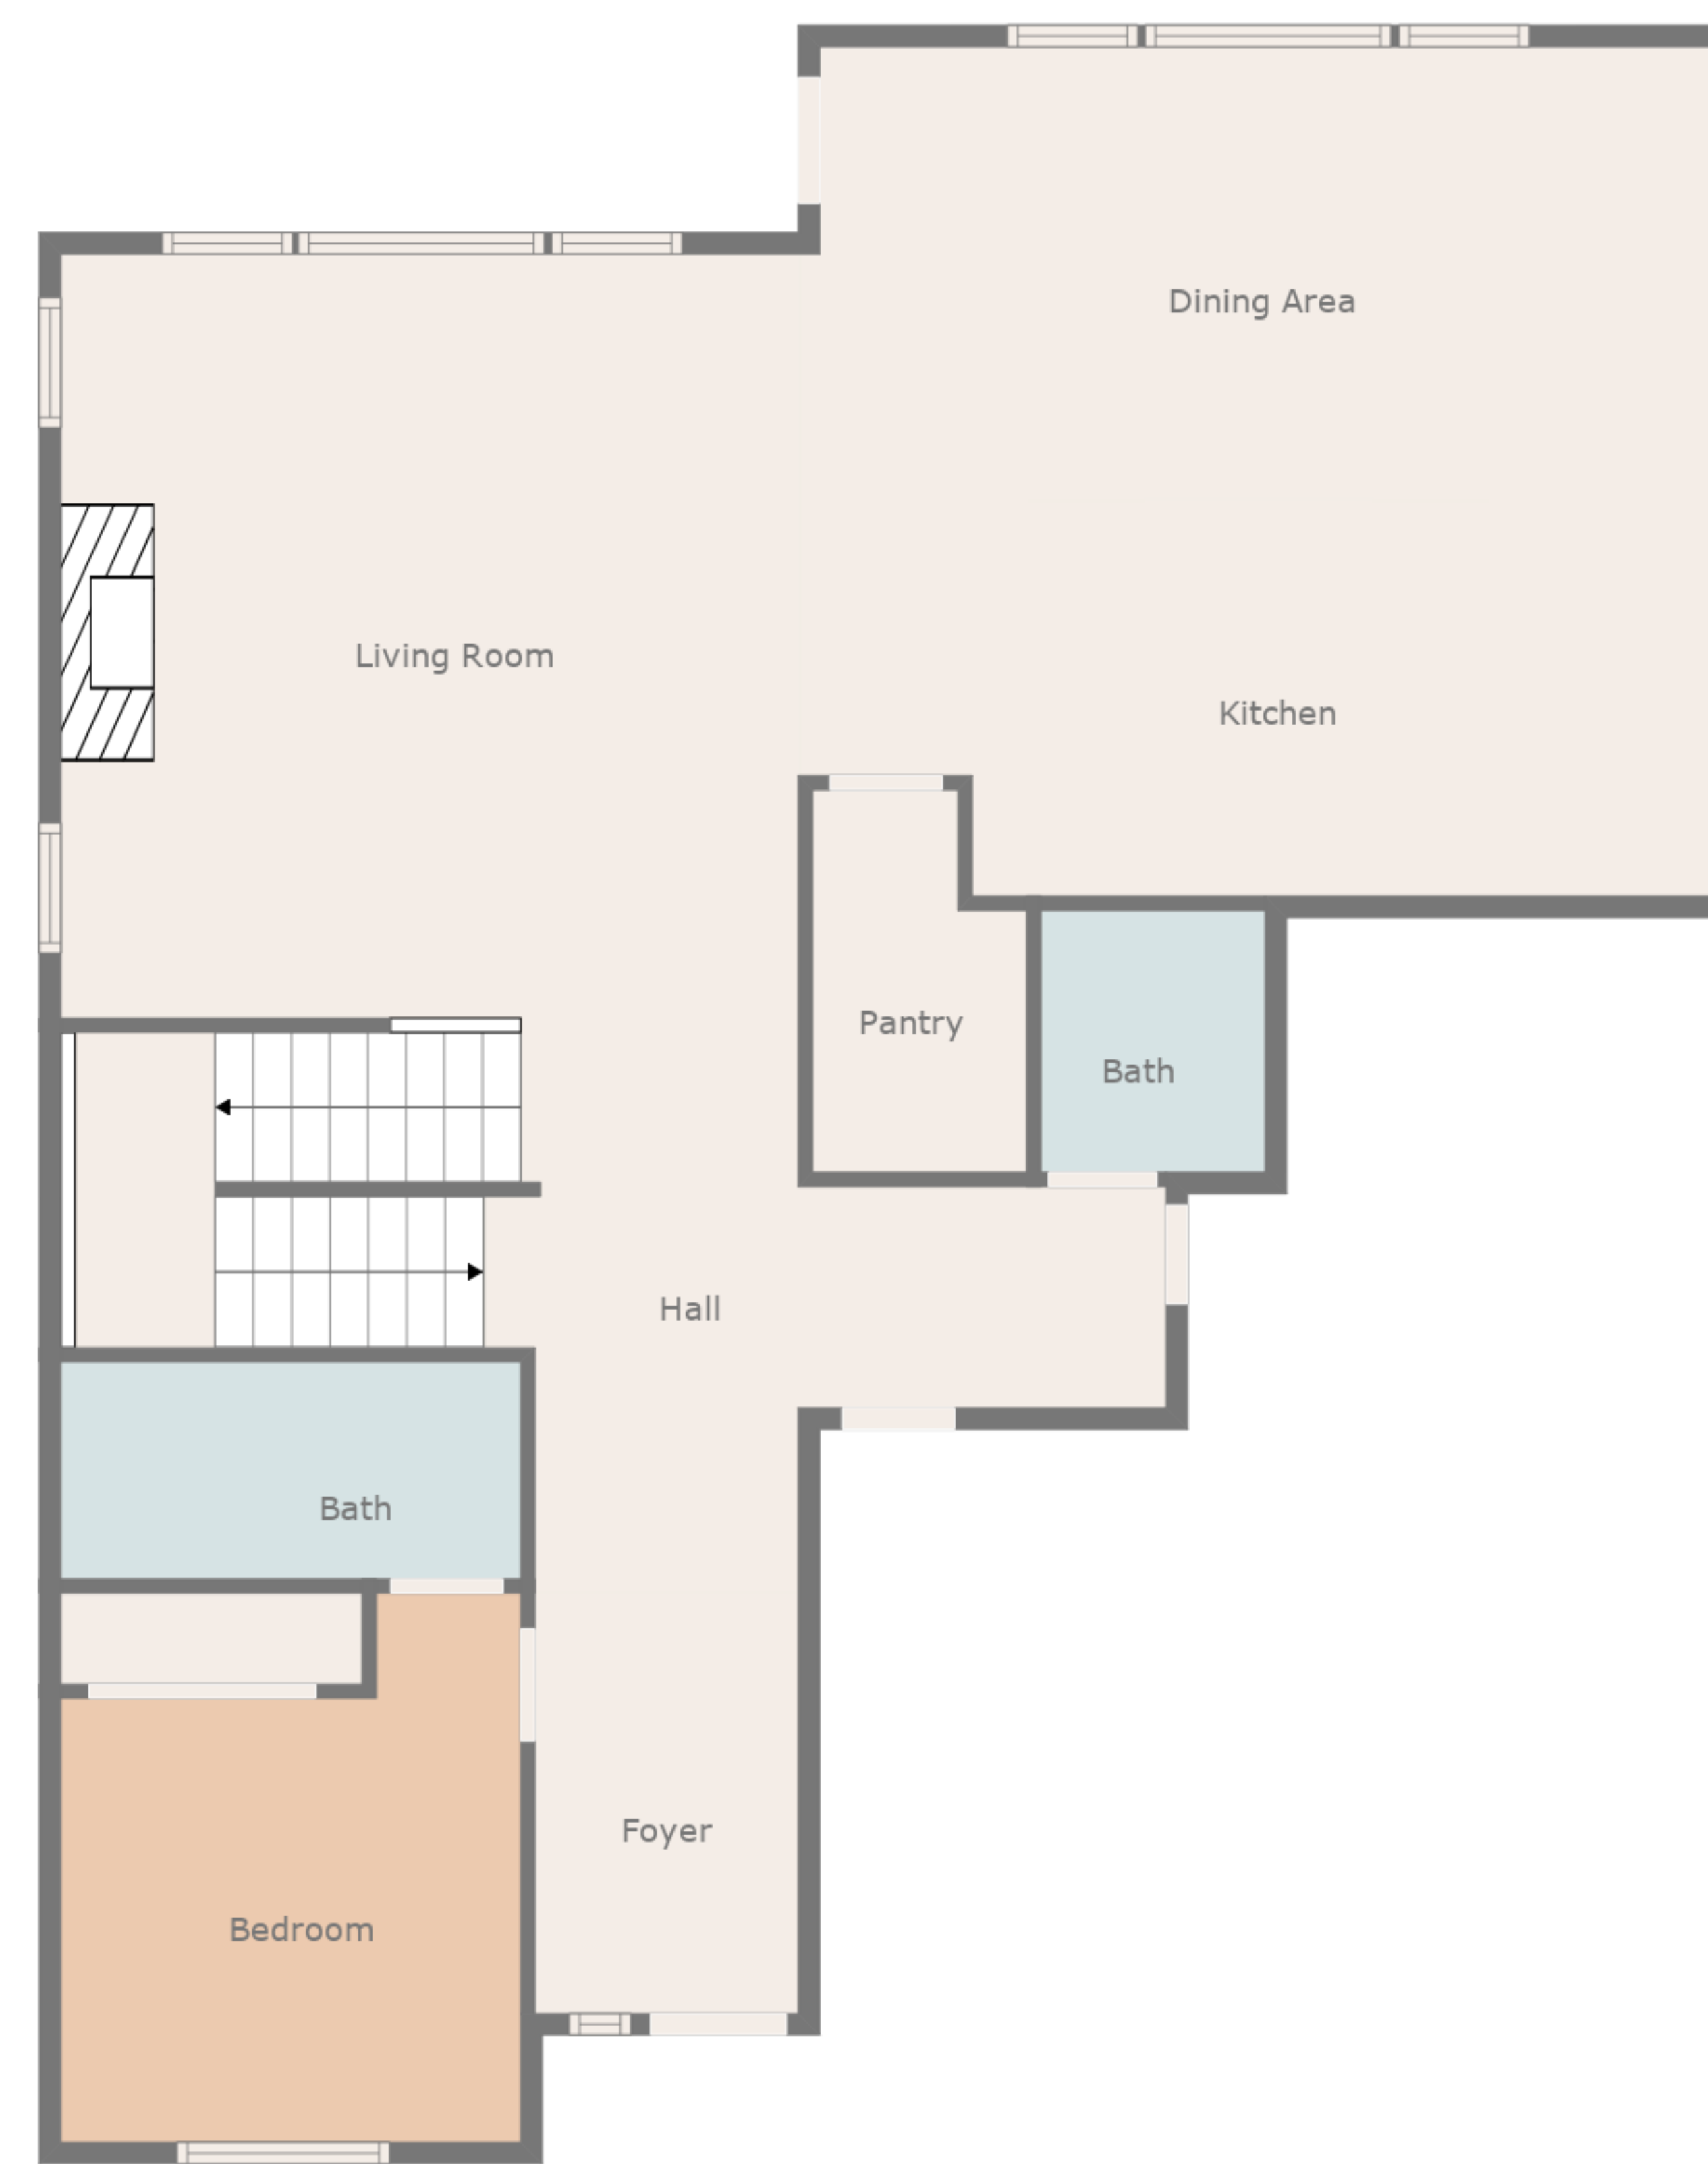 Dining Area
Living Room
Kitchen
Pantry
Bath
Hall
Bath
Foyer
Bedroom